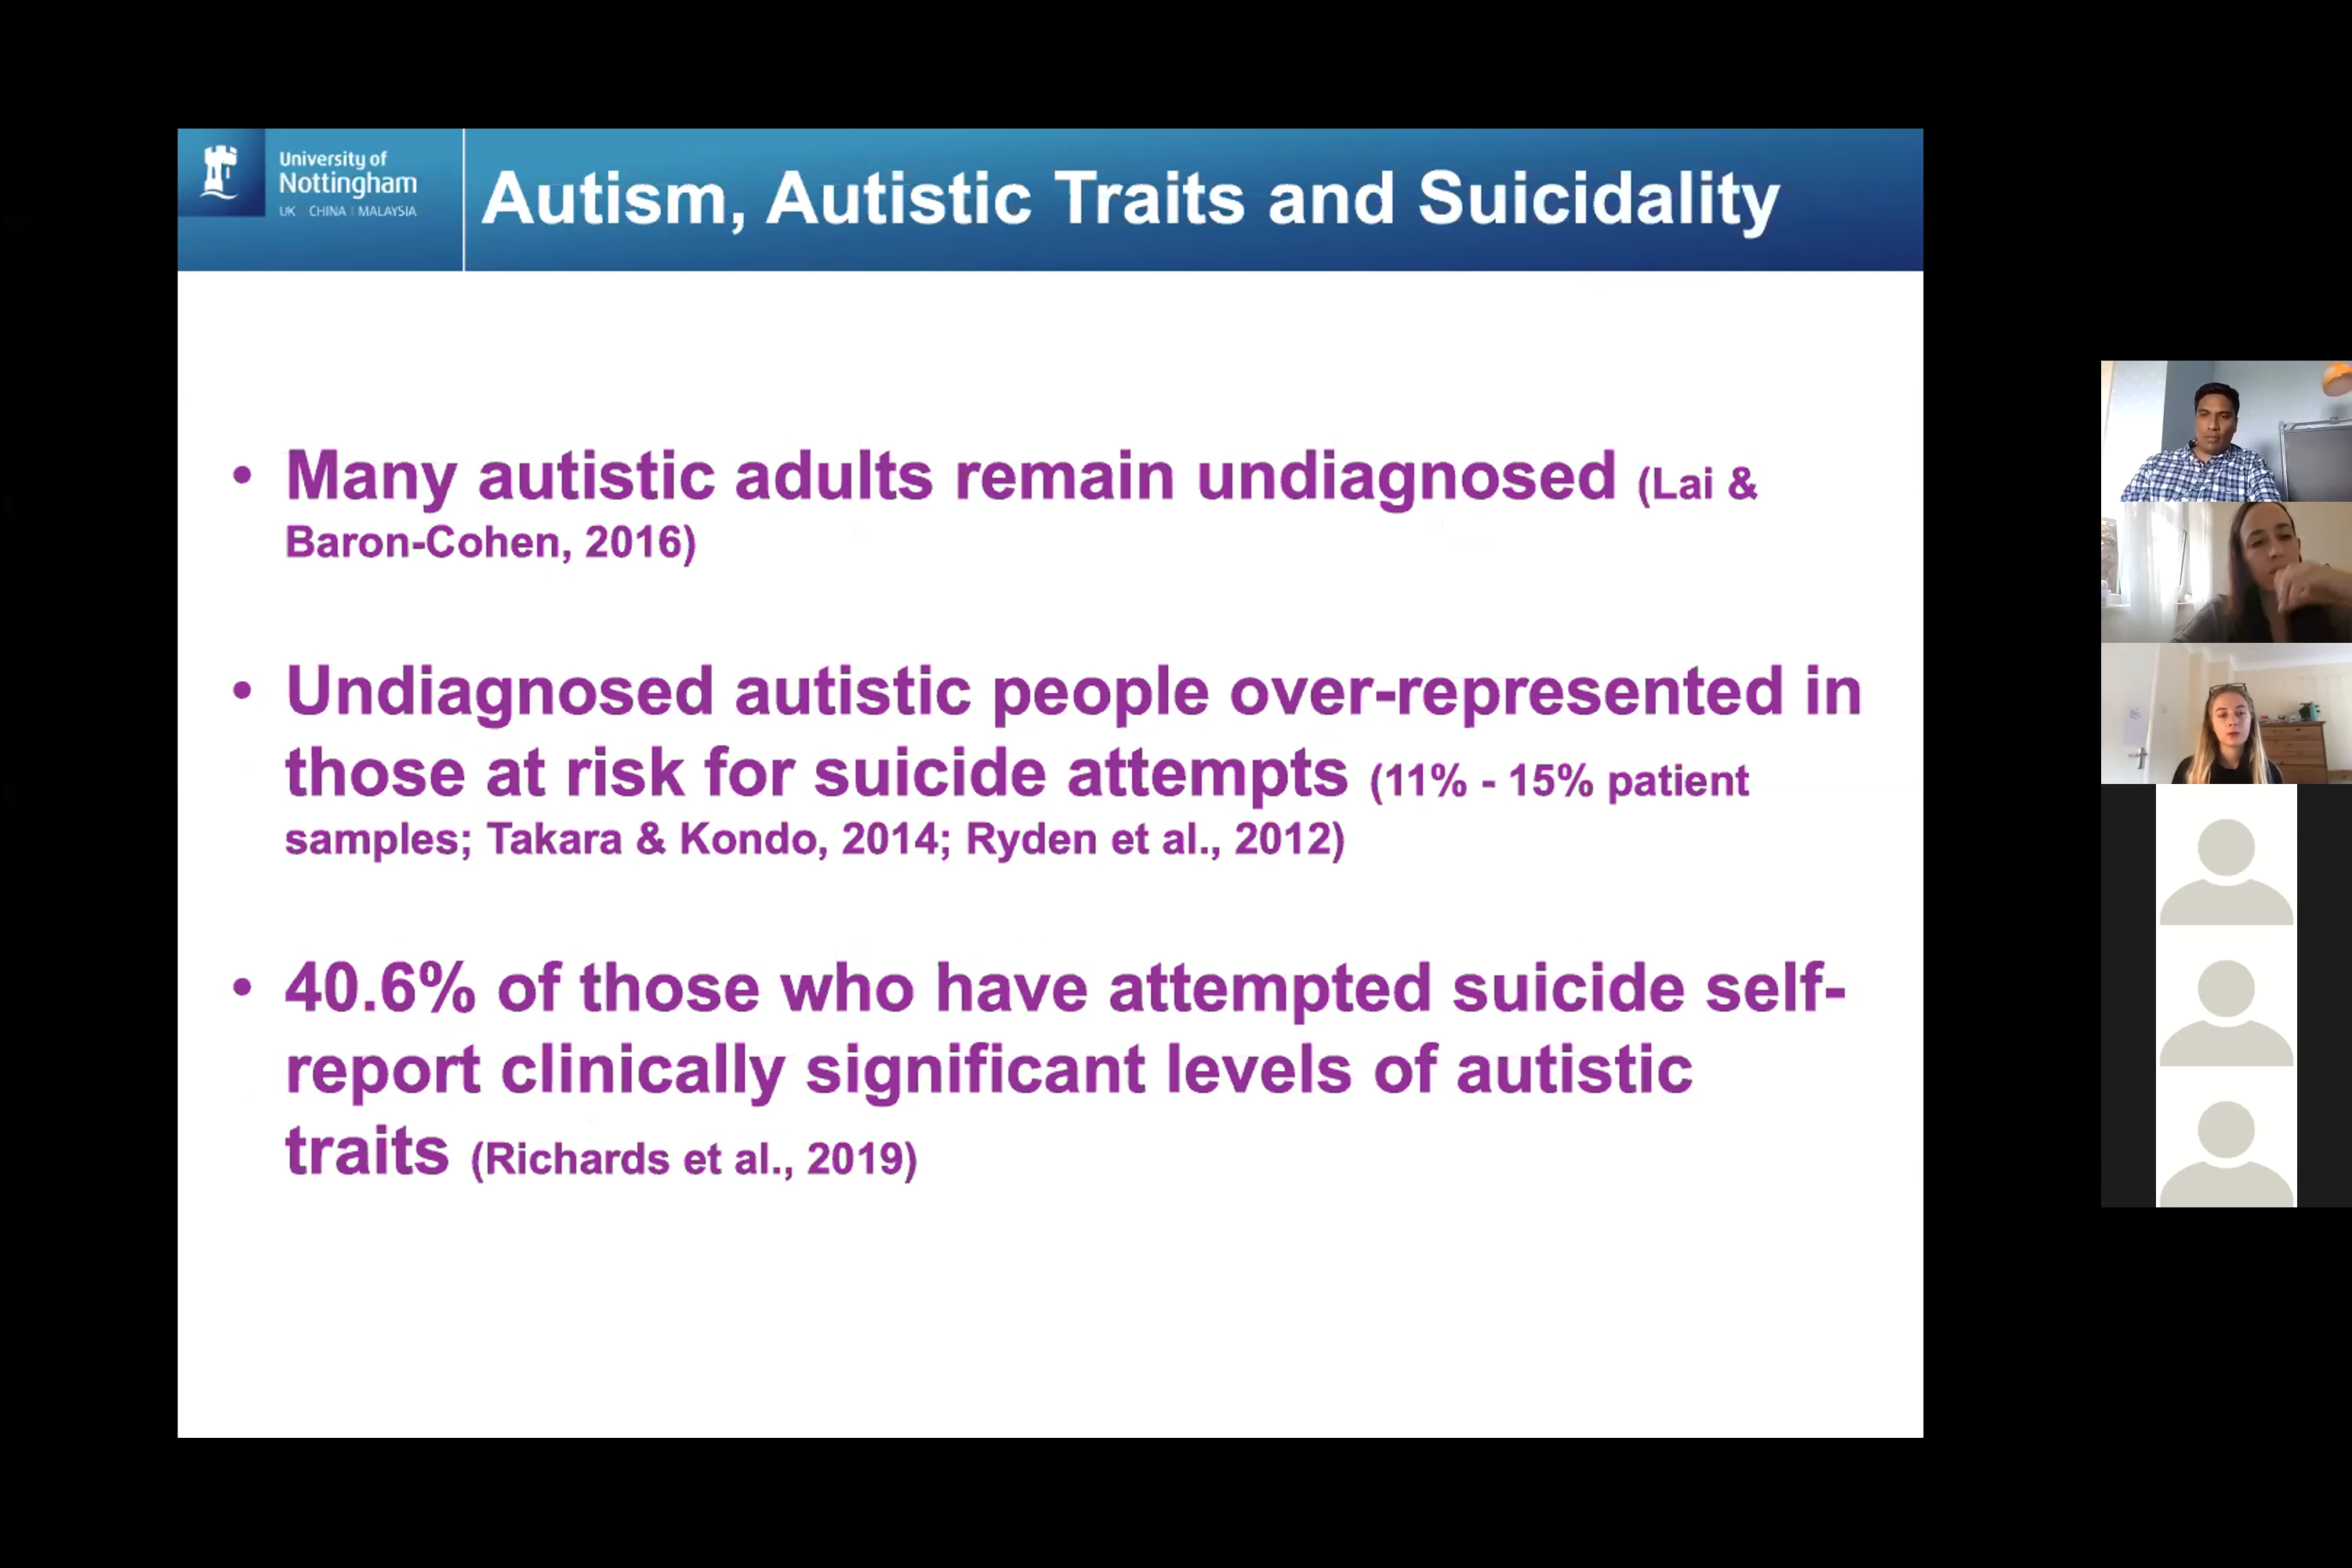 University of
Nottingham
UK CHINA | MALAYSIA
Autism, Autistic Traits and Suicidality
• Many autistic adults remain undiagnosed (Lai &
Baron-Cohen, 2016)
• Undiagnosed autistic people over-represented in
those at risk for suicide attempts (11% - 15% patient
samples; Takara & Kondo, 2014; Ryden et al., 2012)
• 40.6% of those who have attempted suicide self-
report clinically significant levels of autistic
traits (Richards et al., 2019)